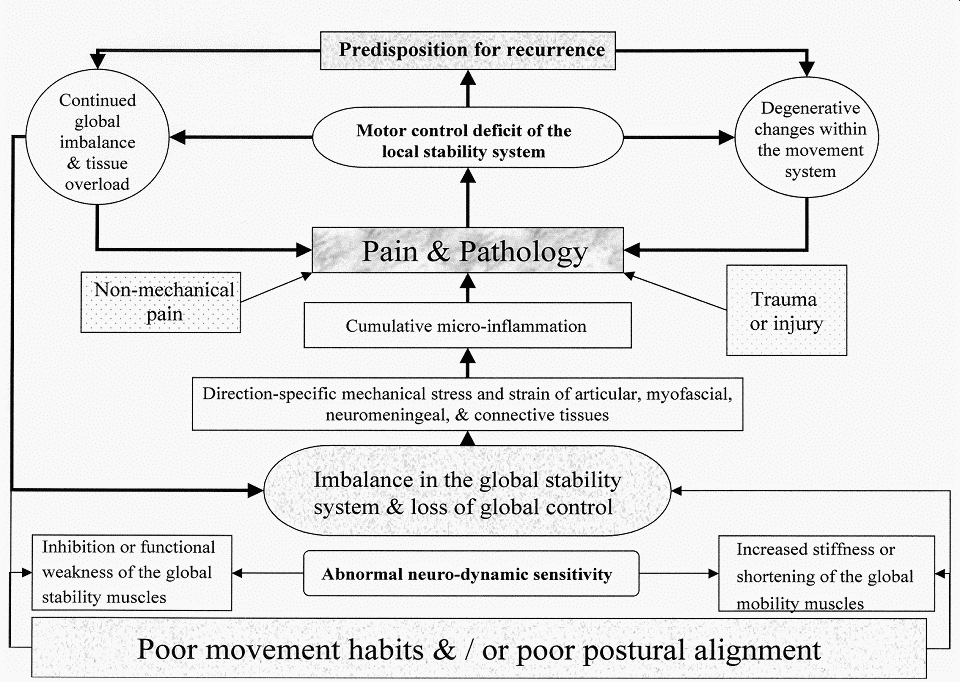 Predisposition for recurrence
Continued
global
imbalance
& tissue
overload
Motor control deficit of the
local stability system
Degenerative
changes within
the movement
system
Pain & Pathology
Non-mechanical
pain
Trauma
or injury
Cumulative micro-inflammation
Direction-specific mechanical stress and strain of articular, myofascial,
neuromeningeal, & connective tissues
Imbalance in the global stability
system & loss of global control
Inhibition or functional
weakness of the global
stability muscles
Abnormal neuro-dynamic sensitivity
Increased stiffness or
shortening of the global
mobility muscles
Poor movement habits & / or poor postural alignment